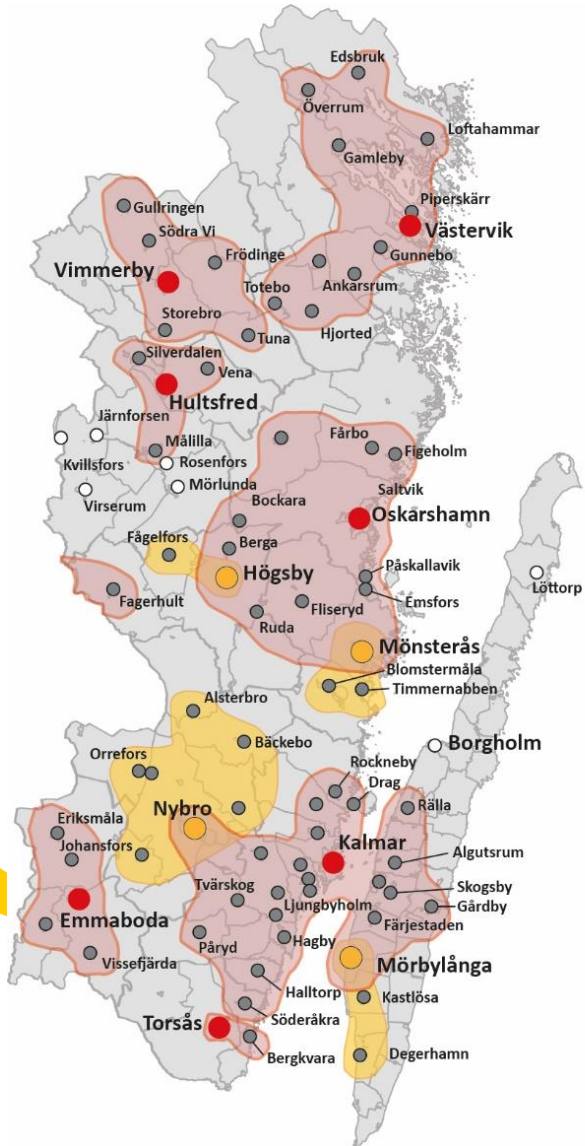 Edsbruk
Överrum
Loftahammar
Gamleby
Piperskärr
Gullringen
Västervik
Södra Vi
Gunnebo
Frödinge
Vimmerby
Totebo
Ankarsrum
Storebro
Hjorted
Tuna
Silverdalen
Vena
Hultsfred
Järnforsen
Fårbo
Målilla
Figeholm
Kvillsfors
Rosenfors
Mörlunda
Saltvik
Virserum
Bockara
Oskarshamn
Fågelfors
Berga
Påskallavik
Högsby
Löttorp
Fagerhult
Fliseryd
Emsfors
Ruda
Mönsterås
Blomstermåla
Timmernabben
Alsterbro
Bäckebo
Borgholm
Orrefors
Rockneby
Drag
Nybro
Rälla
Eriksmåla
Kalmar
Johansfors
Algutsrum
Tvärskog
Skogsby
Ljungbyholm
Gårdby
Emmaboda
Färjestaden
Påryd
Hagby
Vissefjärda
Mörbylånga
Halltorp
Kastlösa
Söderåkra
Torsås
Bergkvara
Degerhamn